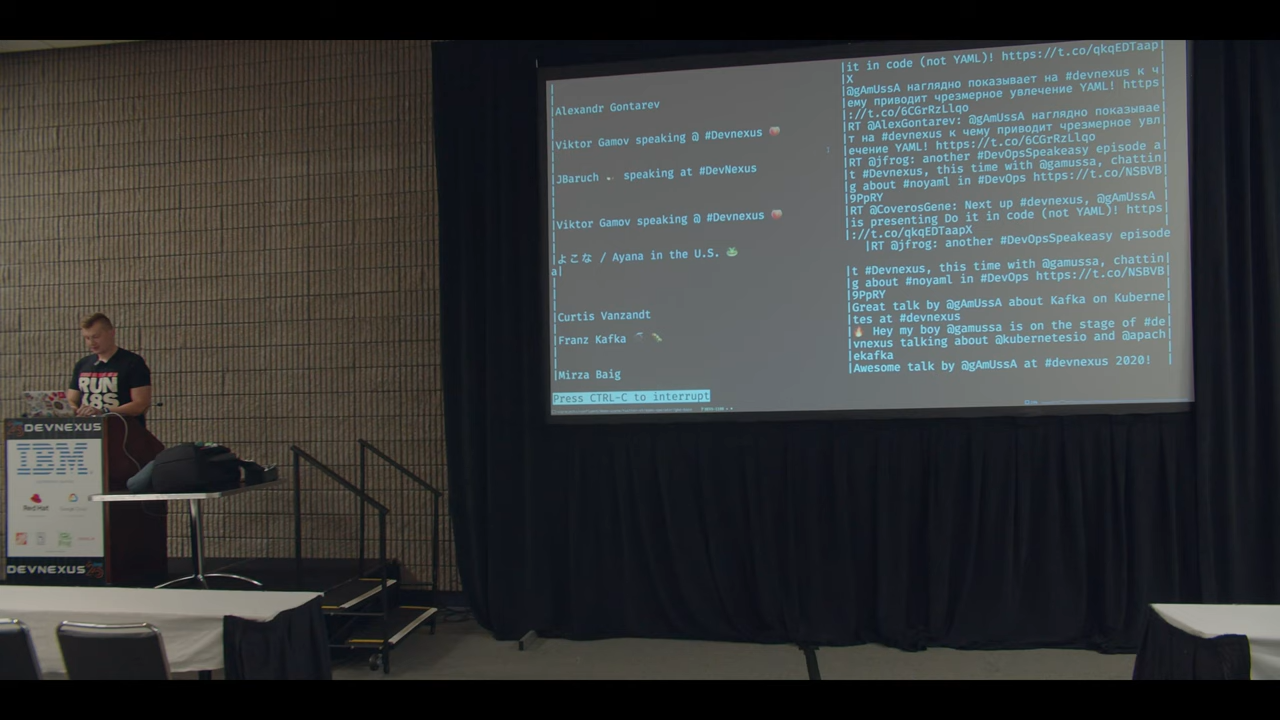 Alexandr Gontarev
Viktor Gamov speaking @ #Devnexus 🍑
JBaruch speaking at #DevNexus
Viktor Gamov speaking @ #Devnexus 🍑
|よこな / Ayana in the U.S. 🐸
a|
|Curtis Vanzandt
|Franz Kafka
|Mirza Baig
Press CTRL-C to interrupt
|it in code (not YAML)! https://t.co/qkqEDTaap|
|X
|@gAmUssA наглядно показывает на #devnexus к ч|
|ему приводит чрезмерное увлечение YAML! https|
|://t.co/6CGrRzLlqo
|RT @AlexGontarev: @gAmUssA наглядно показывае|
|т на #devnexus к чему приводит чрезмерное увл|
|ечение YAML! https://t.co/6CGrRzLlqo
|RT @jfrog: another #DevOpsSpeakeasy episode a|
|t #Devnexus, this time with @gamussa, chattin|
|g about #noyaml in #DevOps https://t.co/NSBVB|
|9PpRY
|RT @CoverosGene: Next up #devnexus, @gAmUssA |
|is presenting Do it in code (not YAML)! https|
|://t.co/qkqEDTaapX
|RT @jfrog: another #DevOpsSpeakeasy episode
|t #Devnexus, this time with @gamussa, chattin|
|g about #noyaml in #DevOps https://t.co/NSBVB|
|9PpRY
|Great talk by @gAmUssA about Kafka on Kuberne|
|tes at #devnexus
|🔥 Hey my boy @gamussa is on the stage of #de|
|vnexus talking about @kubernetesio and @apach|
|ekafka
|Awesome talk by @gAmUssA at #devnexus 2020! |
RUN
K8S
DEVNEXUS
IBM
Red Hat
DEVNEXUS